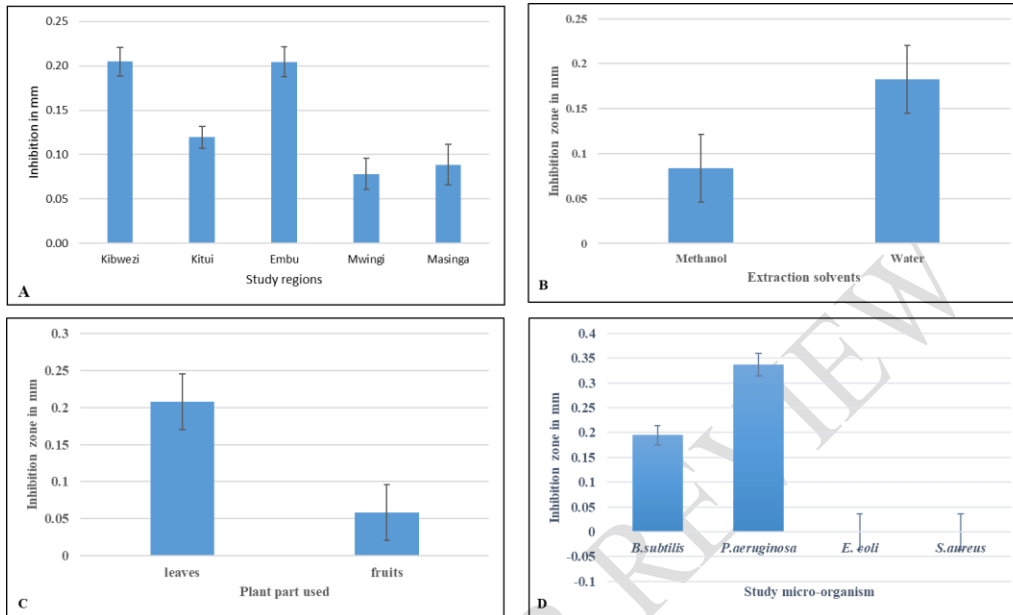 0.25
0.20
0.15
0.10
0.05
0.00
Inhibition in mm
Kibwezi Kitui Embu Mwingi Masinga
Study regions
A
0.25
0.2
0.15
0.1
0.05
0
Inhibition zone in mm
Methanol Water
Extraction solvents
B
0.3
0.25
0.2
0.15
0.1
0.05
0
Inhibition zone in mm
leaves fruits
Plant part used
C
0.4
0.35
0.3
0.25
0.2
0.15
0.1
0.05
0
-0.05
-0.1
Inhibition zone in mm
B.subtilis P.aeruginosa E. coli S.aureus
Study micro-organism
D
REVIEW